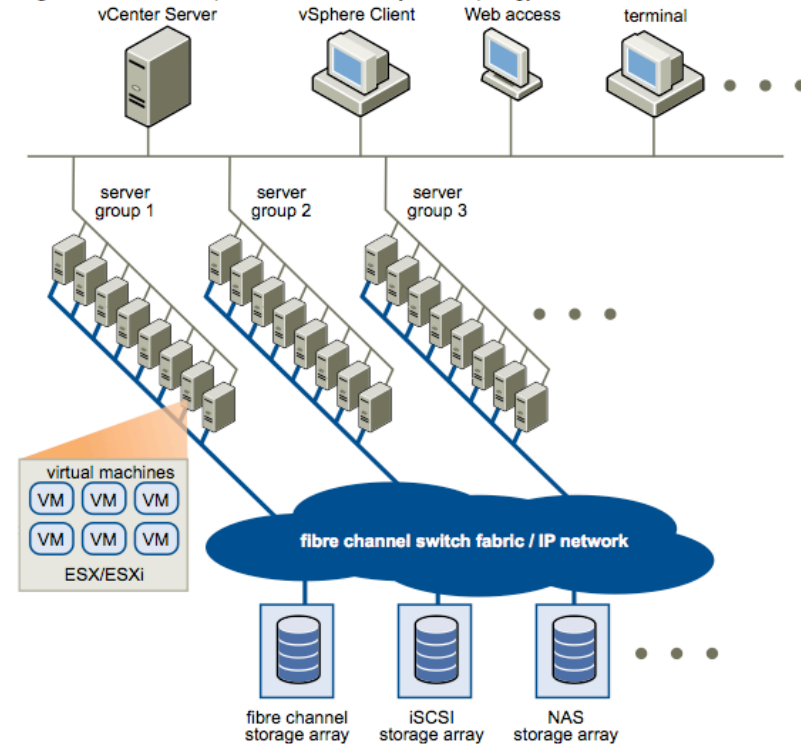 vCenter Server
vSphere Client
Web access
terminal
server
group 1
server
group 2
server
group 3
virtual machines
VM VM VM
VM VM VM
ESX/ESXi
fibre channel switch fabric / IP network
fibre channel
storage array
iSCSI
storage array
NAS
storage array